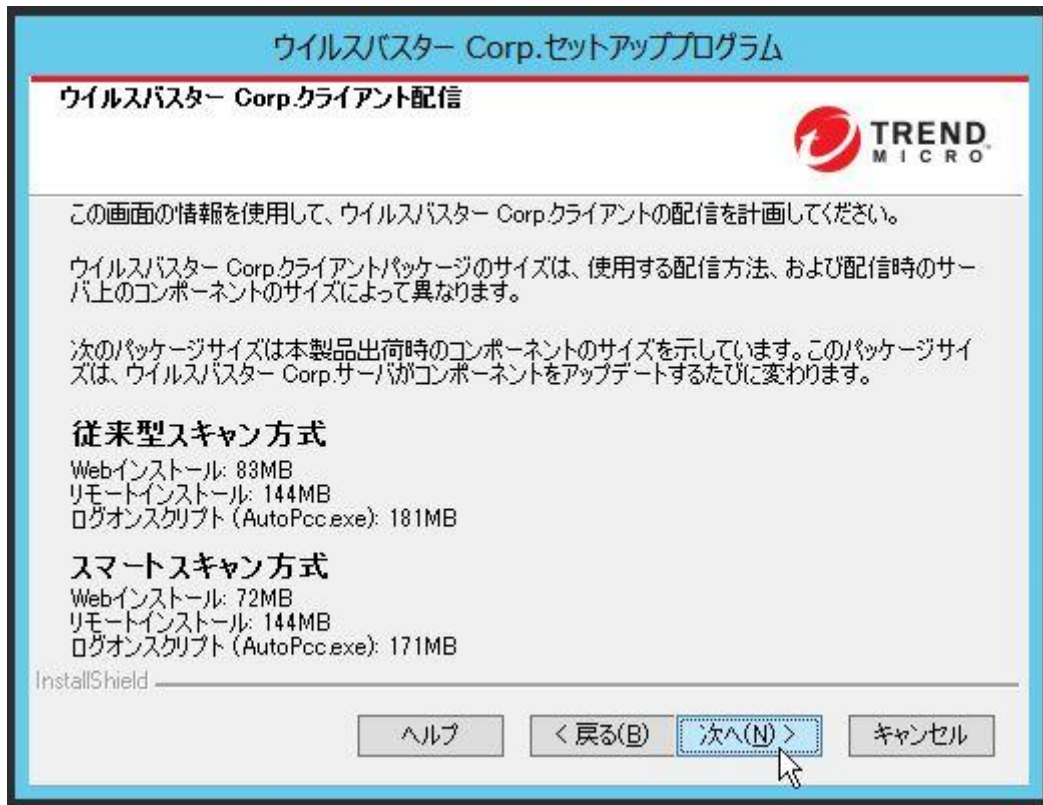 ウイルスバスター Corp.セットアッププログラム
ウイルスバスター Corp.クライアント配信
TREND
MICRO
この画面の情報を使用して、ウイルスバスター Corp.クライアントの配信を計画してください。
ウイルスバスター Corp.クライアントパッケージのサイズは、使用する配信方法、および配信時のサー
バ上のコンポーネントのサイズによって異なります。
次のパッケージサイズは本製品出荷時のコンポーネントのサイズを示しています。このパッケージサイ
ズは、ウイルスバスター Corp.サーバがコンポーネントをアップデートするたびに変わります。
従来型スキャン方式
Webインストール: 83MB
リモートインストール: 144MB
ログオンスクリプト (AutoPcc.exe): 181MB
スマートスキャン方式
Webインストール: 72MB
リモートインストール: 144MB
ログオンスクリプト (AutoPcc.exe): 171MB
InstallShield
ヘルプ < 戻る(B) 次へ(N) > キャンセル